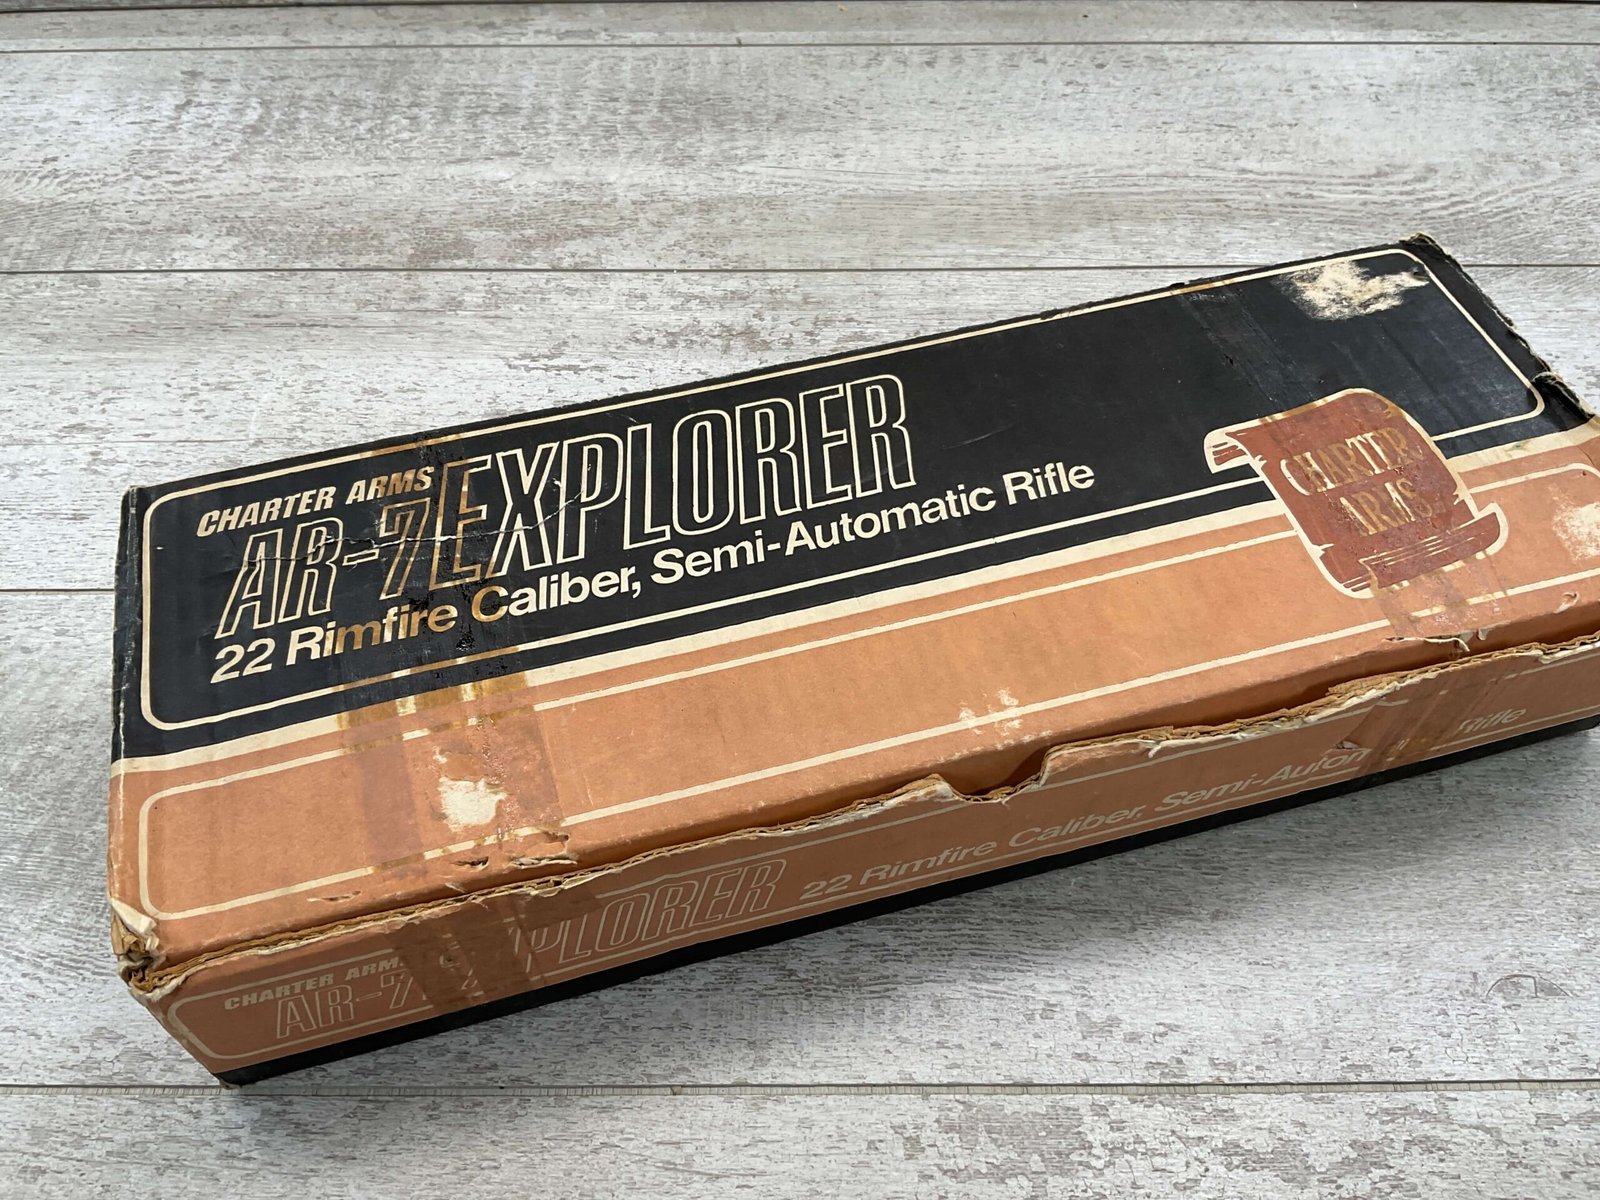 CHARTER ARMS
AR-7 EXPLORER
22 Rimfire Caliber, Semi-Automatic Rifle
CHARTER
ARMS
CHARTER ARMS
AR-7 EXPLORER 22 Rimfire Caliber, Semi-Autom Rifle